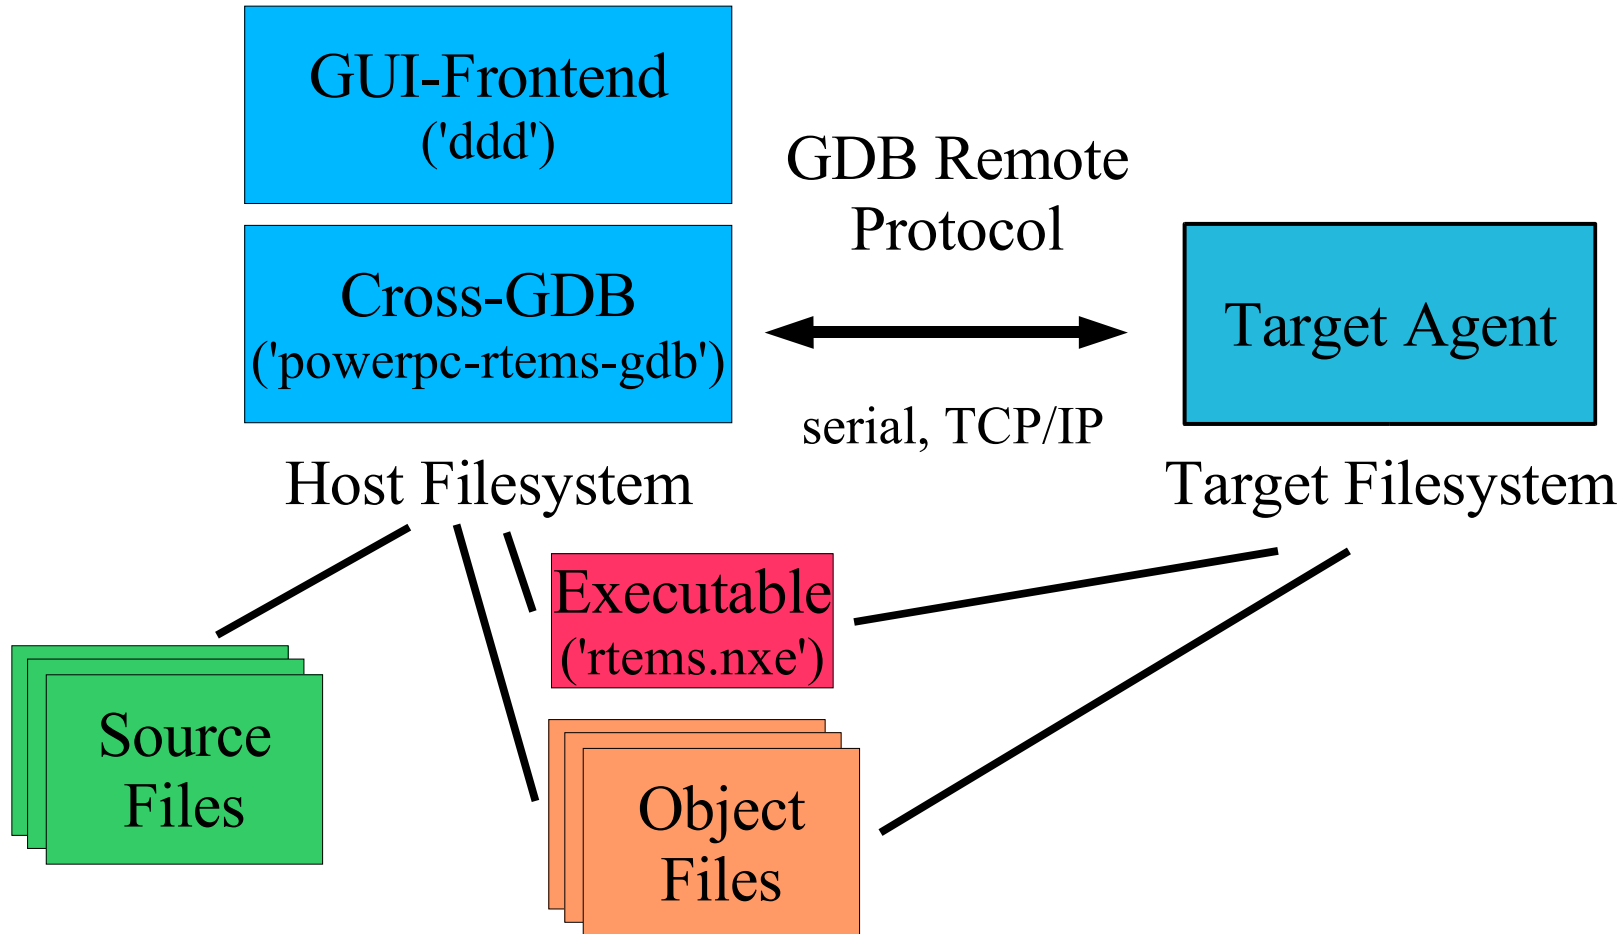 GUI-Frontend
('ddd')
GDB Remote
Protocol
Cross-GDB
('powerpc-rtems-gdb')
Target Agent
serial, TCP/IP
Host Filesystem
Target Filesystem
Executable
('rtems.nxe')
Source
Files
Object
Files